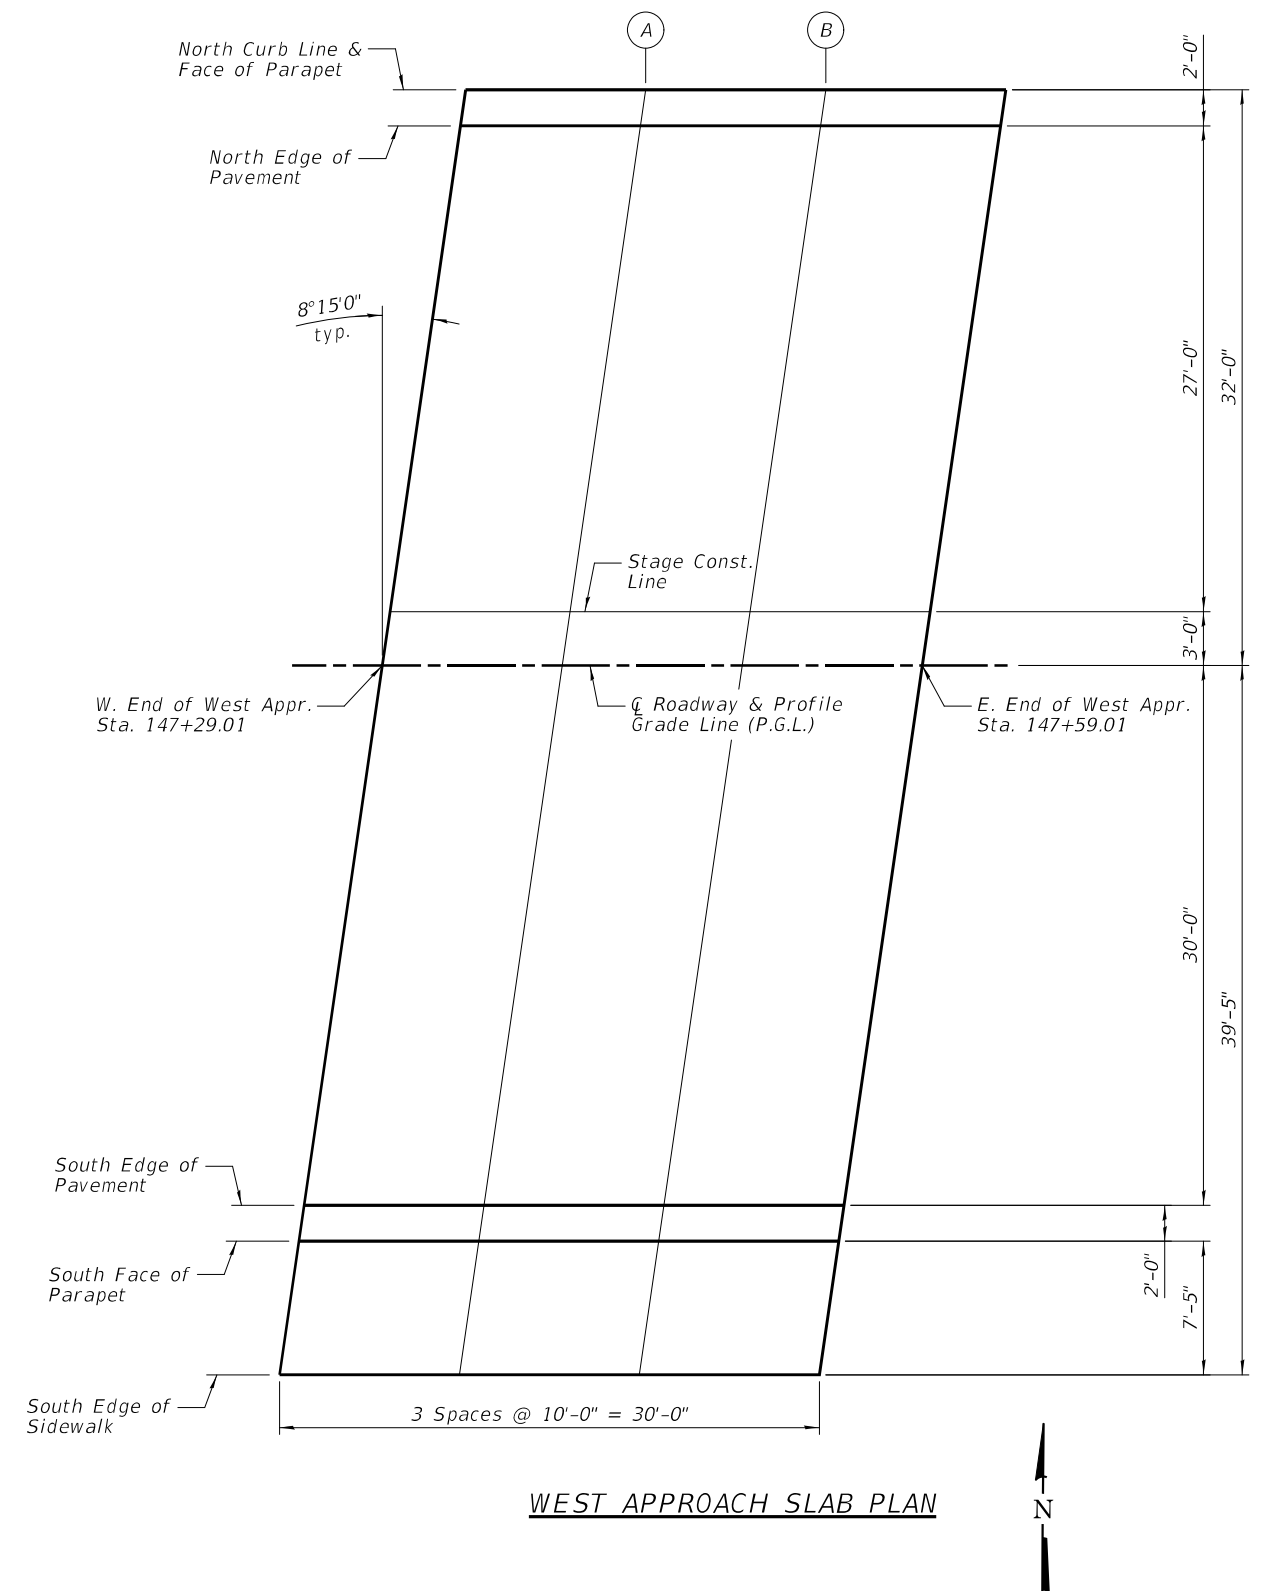 A
B
North Curb Line &
Face of Parapet
2'-0"
North Edge of
Pavement
8°15'0"
typ.
27'-0"
32'-0"
Stage Const.
Line
3'-0"
W. End of West Appr.
Sta. 147+29.01
℄ Roadway & Profile
Grade Line (P.G.L.)
E. End of West Appr.
Sta. 147+59.01
30'-0"
39'-5"
South Edge of
Pavement
South Face of
Parapet
2'-0"
7'-5"
South Edge of
Sidewalk
3 Spaces @ 10'-0" = 30'-0"
WEST APPROACH SLAB PLAN
N